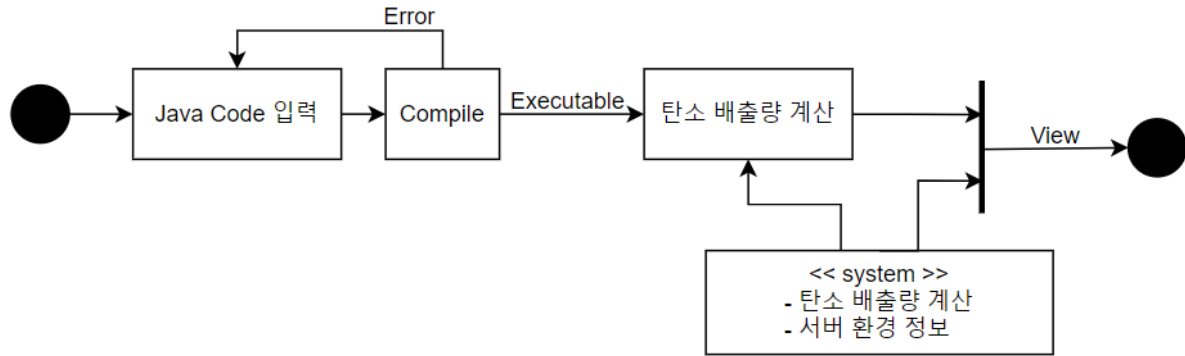 Error
Java Code 입력
Compile
Executable
탄소 배출량 계산
View
<< system >>
- 탄소 배출량 계산
- 서버 환경 정보